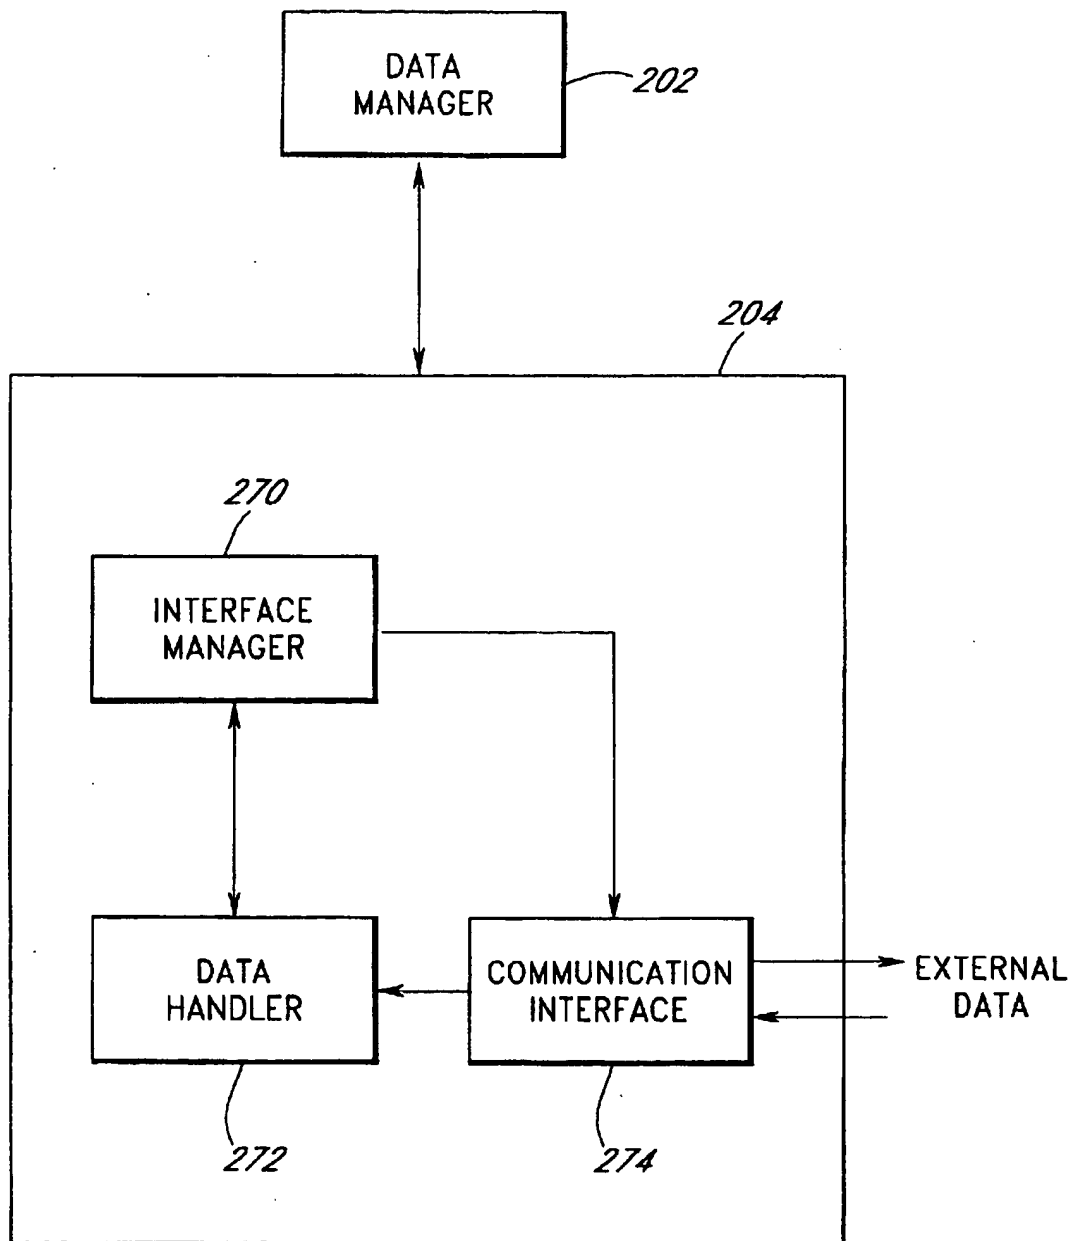 DATA
MANAGER
202
204
270
INTERFACE
MANAGER
DATA
HANDLER
COMMUNICATION
INTERFACE
EXTERNAL
DATA
272
274